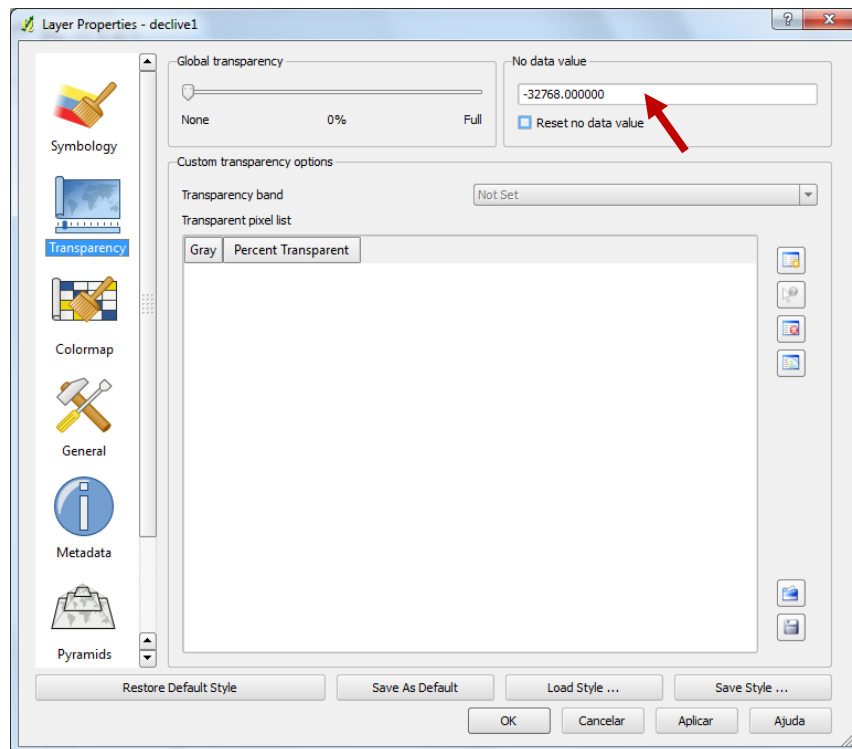 Layer Properties - declive1
Symbology
Transparency
Colormap
General
Metadata
Pyramids
Global transparency
None 0% Full
No data value
-32768.000000
Reset no data value
Custom transparency options
Transparency band Not Set
Transparent pixel list
Gray Percent Transparent
Restore Default Style Save As Default Load Style ... Save Style ...
OK Cancelar Aplicar Ajuda